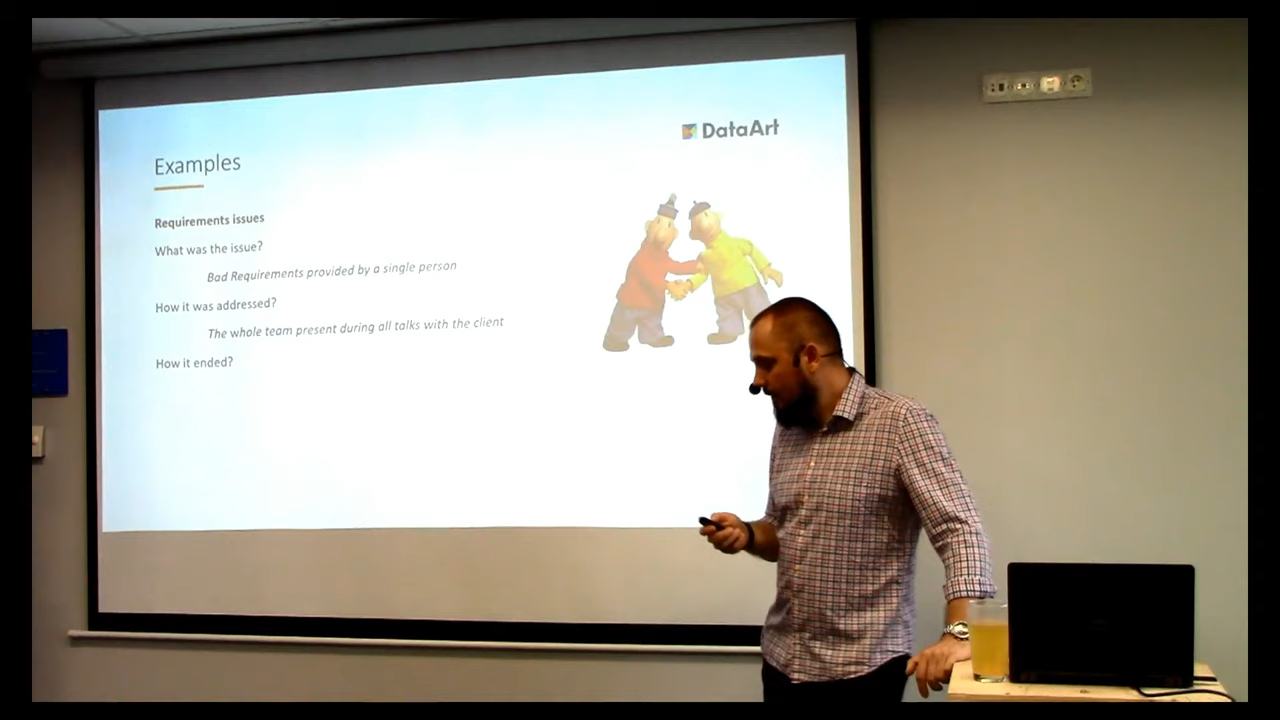 DataArt
Examples
Requirements issues
What was the issue?
Bad Requirements provided by a single person
How it was addressed?
The whole team present during all talks with the client
How it ended?